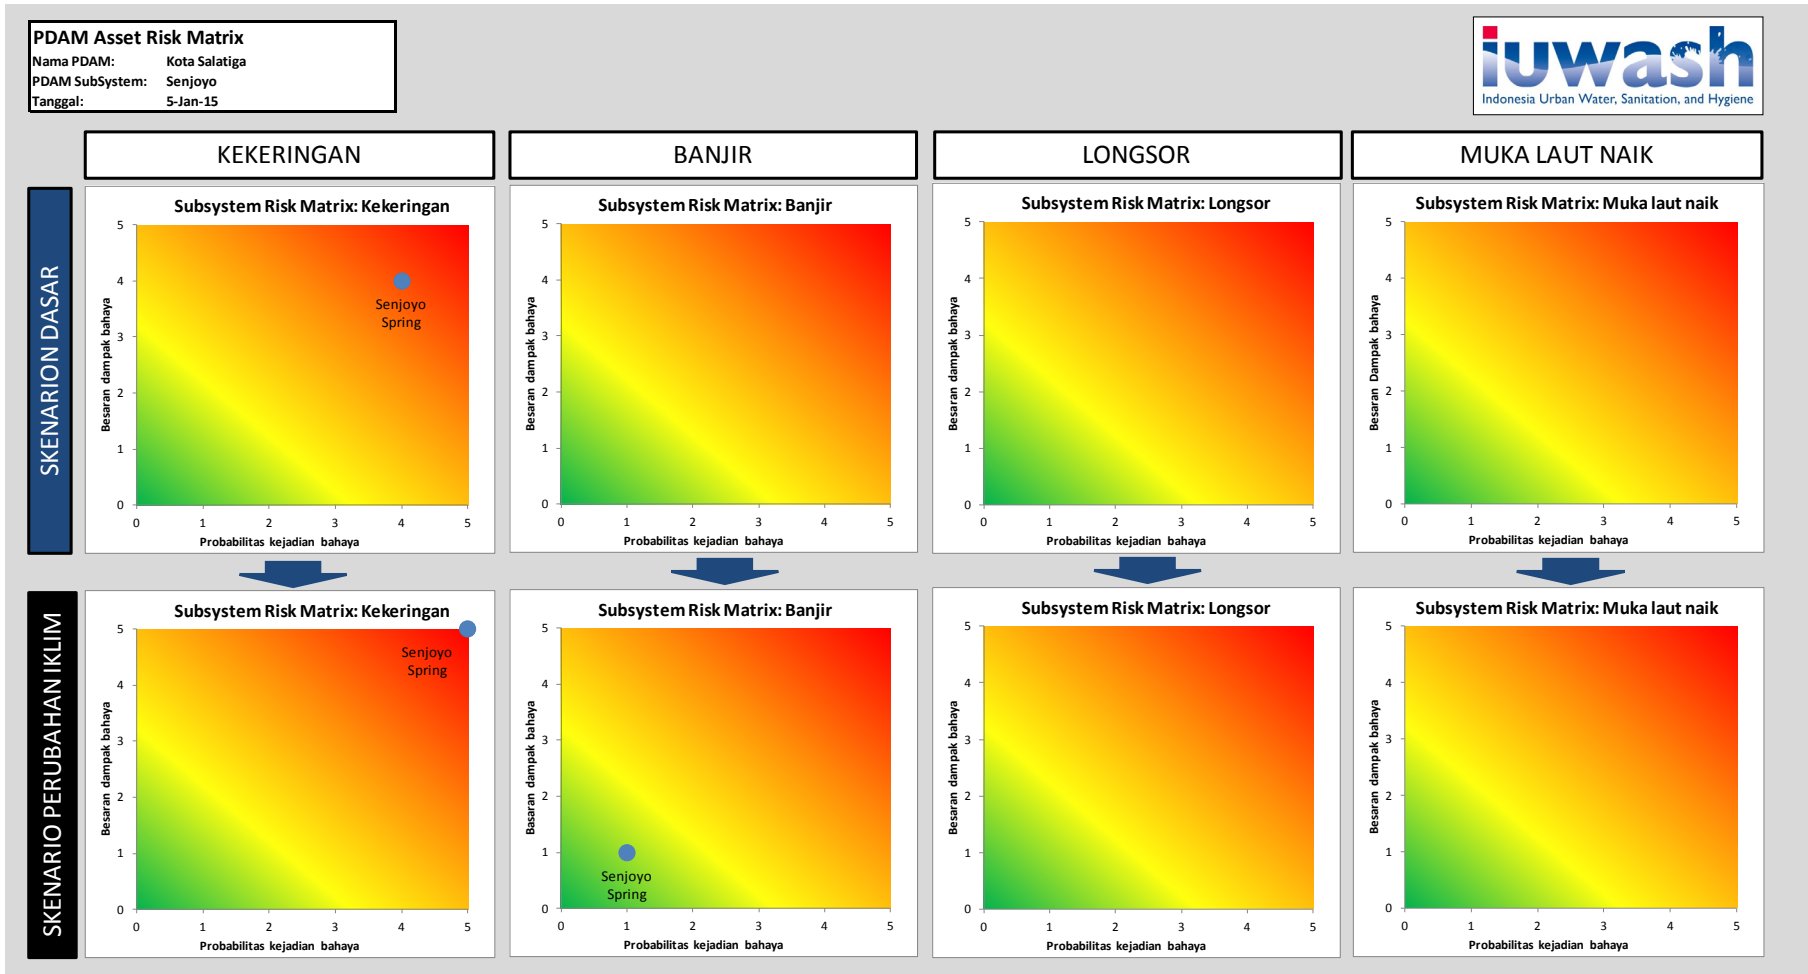 PDAM Asset Risk Matrix
Nama PDAM: Kota Salatiga
PDAM SubSystem: Senjoyo
Tanggal: 5-Jan-15
iuwash
Indonesia Urban Water, Sanitation, and Hygiene
KEKERINGAN
BANJIR
LONGSOR
MUKA LAUT NAIK
SKENARION DASAR
Subsystem Risk Matrix: Kekeringan
Besaran dampak bahaya
5
4
3
2
1
0
Senjoyo
Spring
0 1 2 3 4 5
Probabilitas kejadian bahaya
Subsystem Risk Matrix: Banjir
Besaran dampak bahaya
5
4
3
2
1
0
0 1 2 3 4 5
Probabilitas kejadian bahaya
Subsystem Risk Matrix: Longsor
Besaran dampak bahaya
5
4
3
2
1
0
0 1 2 3 4 5
Probabilitas kejadian bahaya
Subsystem Risk Matrix: Muka laut naik
Besaran Dampak bahaya
5
4
3
2
1
0
0 1 2 3 4 5
Probabilitas kejadian bahaya
SKENARIO PERUBAHAN IKLIM
Subsystem Risk Matrix: Kekeringan
Besaran dampak bahaya
5
4
3
2
1
0
Senjoyo
Spring
0 1 2 3 4 5
Probabilitas kejadian bahaya
Subsystem Risk Matrix: Banjir
Basaran dampak bahaya
5
4
3
2
1
0
Senjoyo
Spring
0 1 2 3 4 5
Probabilitas kejadian bahaya
Subsystem Risk Matrix: Longsor
Besaran dampak bahaya
5
4
3
2
1
0
0 1 2 3 4 5
Probabilitas kejadian bahaya
Subsystem Risk Matrix: Muka laut naik
Besaran dampak bahaya
5
4
3
2
1
0
0 1 2 3 4 5
Probabilitas kejadian bahaya